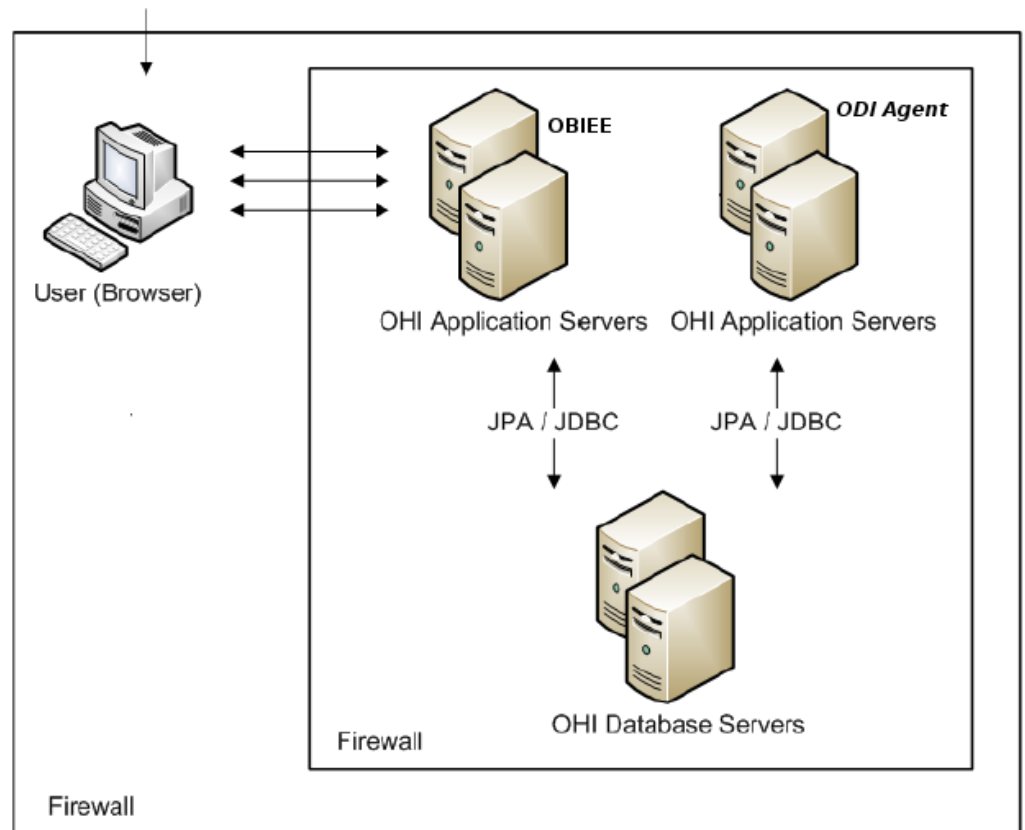 OBIEE
ODI Agent
User (Browser)
OHI Application Servers
OHI Application Servers
JPA / JDBC
JPA / JDBC
OHI Database Servers
Firewall
Firewall